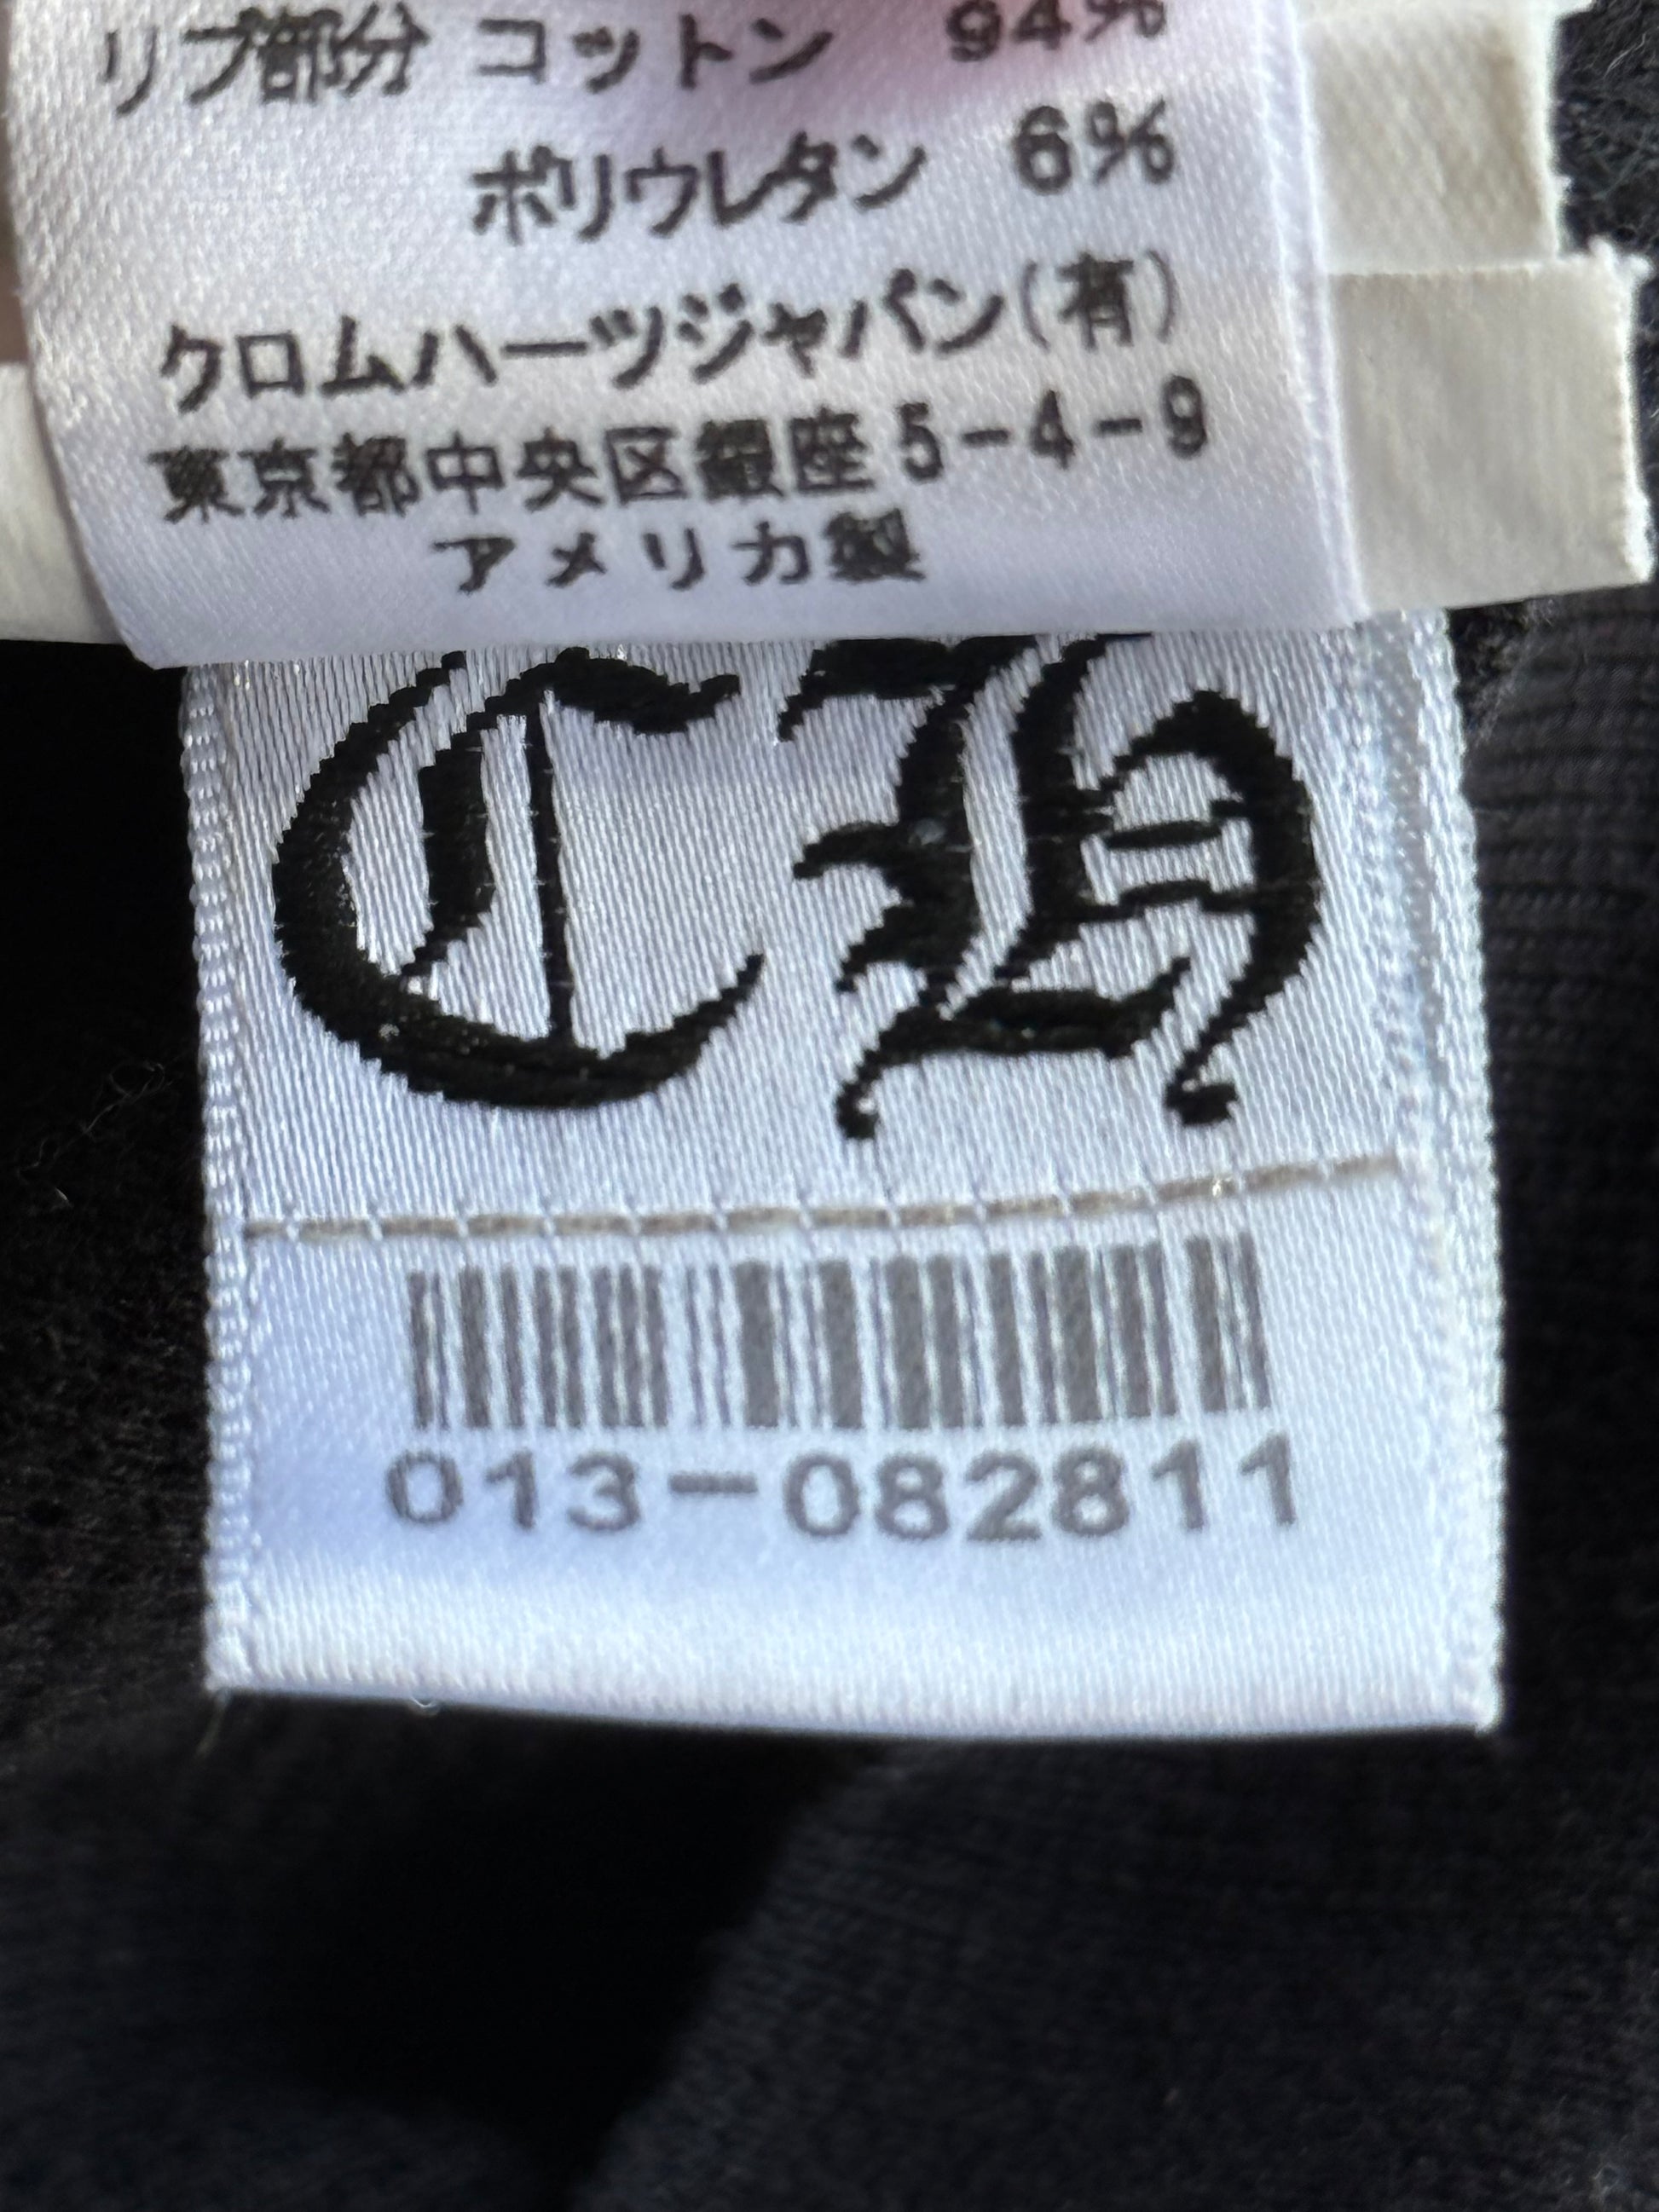 リブ部分 コットン 94%
ポリウレタン 6%
クロムハーツジャパン(有)
東京都中央区銀座5-4-9
アメリカ製
CH
013-082811